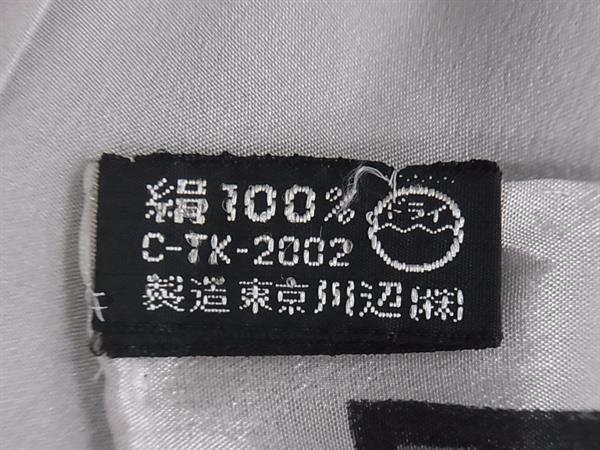 絹100%
ドライ
C-TK-2002
製造 東京川辺(株)